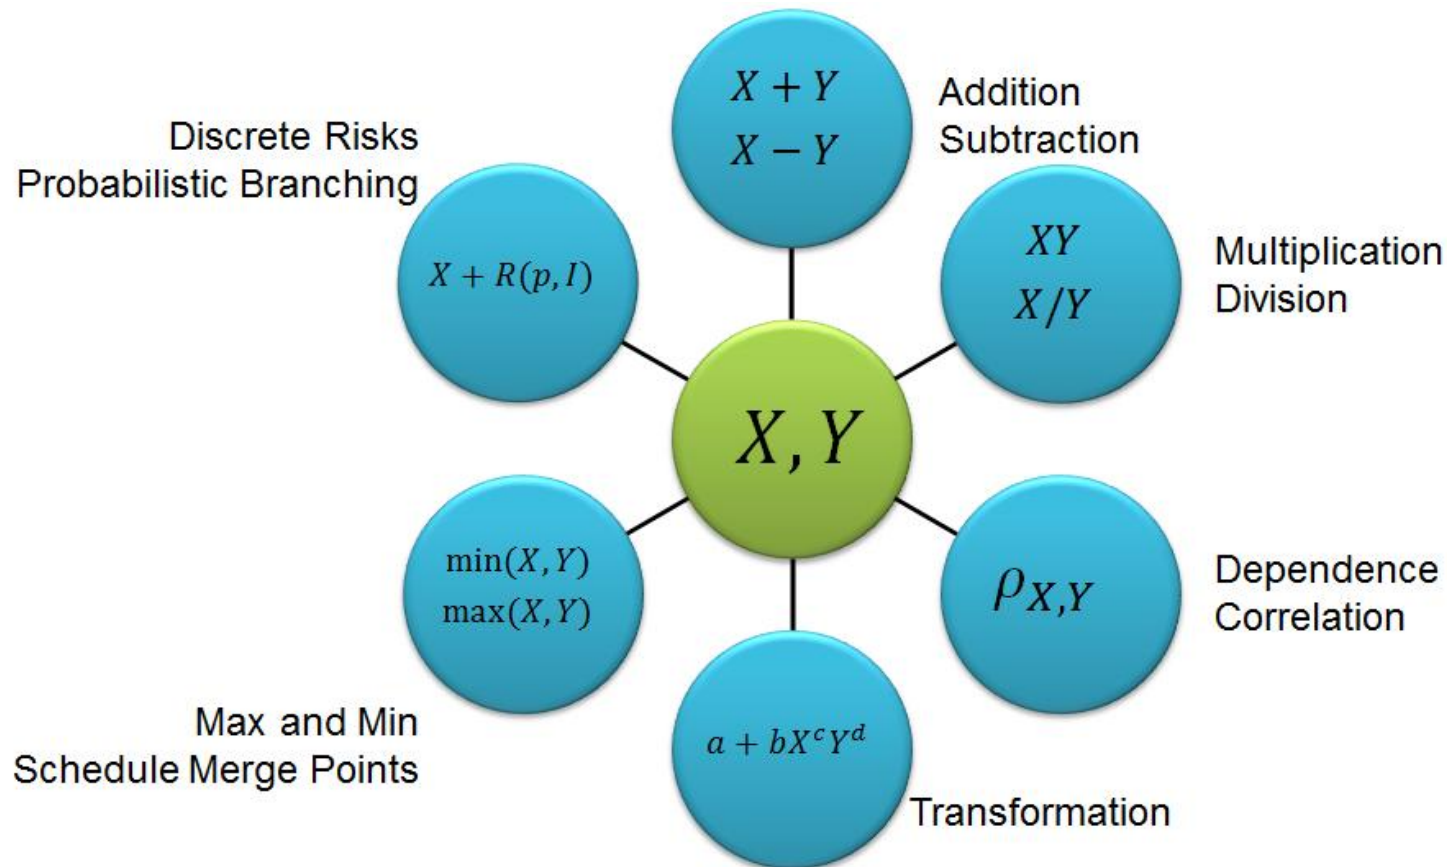 X + Y
X − Y
Addition
Subtraction
Discrete Risks
Probabilistic Branching
X + R(p, I)
XY
X/Y
Multiplication
Division
X, Y
min(X, Y)
max(X, Y)
ρX,Y
Dependence
Correlation
Max and Min
Schedule Merge Points
a + bX^cY^d
Transformation